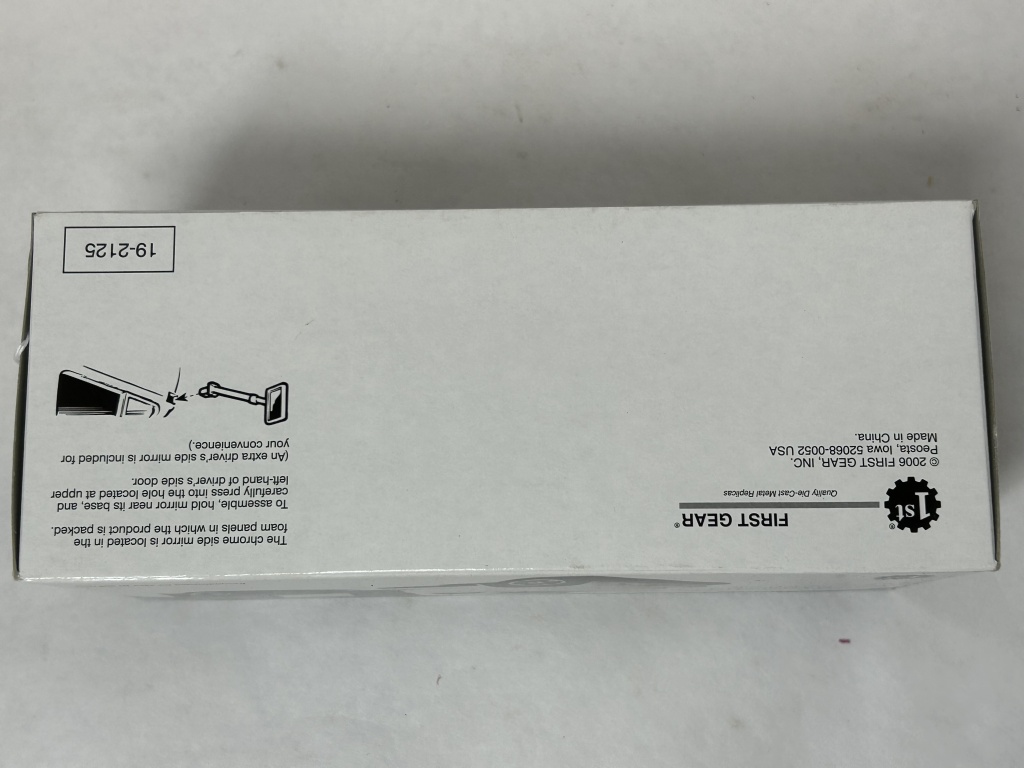 1st®
FIRST GEAR®
Quality Die-Cast Metal Replicas
© 2006 FIRST GEAR, INC.
Peosta, Iowa 52068-0052 USA
Made in China.
The chrome side mirror is located in the
foam panels in which the product is packed.
To assemble, hold mirror near its base, and
carefully press into the hole located at upper
left-hand of driver's side door.
(An extra driver's side mirror is included for
your convenience.)
19-2125